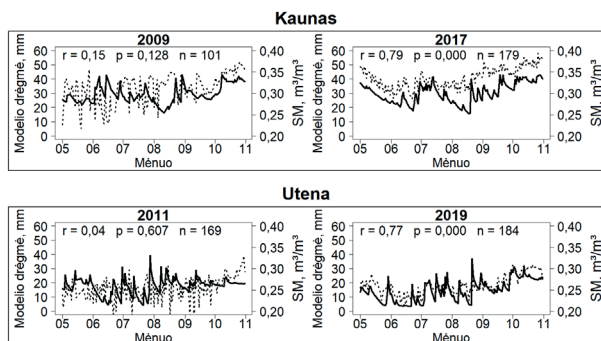 Kaunas
2009
r = 0,15 p = 0,128 n = 101
Modelio drėgmė, mm
60
50
40
30
20
10
0
0,40
0,35
0,30
0,25
0,20
SM, m³/m³
05 06 07 08 09 10 11
Mėnuo
2017
r = 0,79 p = 0,000 n = 179
Modelio drėgmė, mm
60
50
40
30
20
10
0
0,40
0,35
0,30
0,25
0,20
SM, m³/m³
05 06 07 08 09 10 11
Mėnuo
Utena
2011
r = 0,04 p = 0,607 n = 169
Modelio drėgmė, mm
60
50
40
30
20
10
0
0,40
0,35
0,30
0,25
0,20
SM, m³/m³
05 06 07 08 09 10 11
Mėnuo
2019
r = 0,77 p = 0,000 n = 184
Modelio drėgmė, mm
60
50
40
30
20
10
0
0,40
0,35
0,30
0,25
0,20
SM, m³/m³
05 06 07 08 09 10 11
Mėnuo